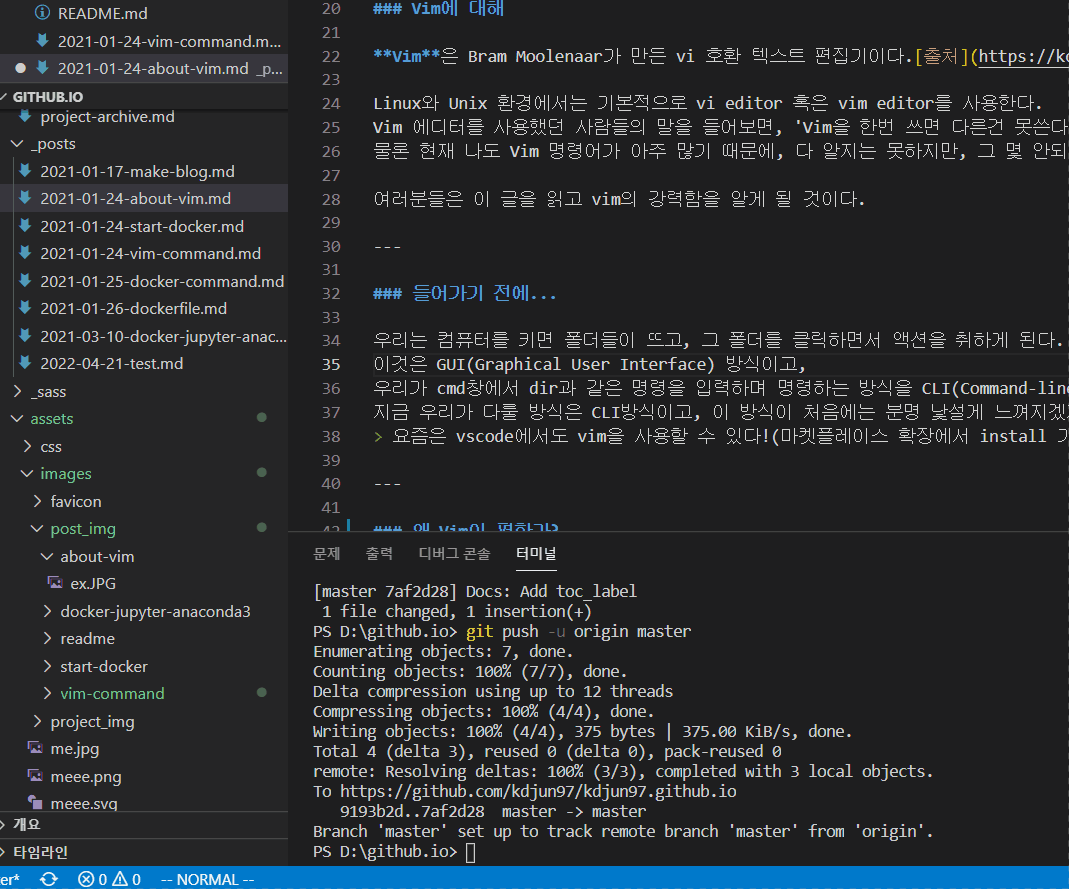 README.md
2021-01-24-vim-command.m...
2021-01-24-about-vim.md _p...
GITHUB.IO
project-archive.md
_posts
2021-01-17-make-blog.md
2021-01-24-about-vim.md
2021-01-24-start-docker.md
2021-01-24-vim-command.md
2021-01-25-docker-command.md
2021-01-26-dockerfile.md
2021-03-10-docker-jupyter-anac...
2022-04-21-test.md
_sass
assets
css
images
favicon
post_img
about-vim
ex.JPG
docker-jupyter-anaconda3
readme
start-docker
vim-command
project_img
me.jpg
meee.png
meee.svg
개요
타임라인
20 ### Vim에 대해
21
22 **Vim**은 Bram Moolenaar가 만든 vi 호환 텍스트 편집기이다.[출처](https://ko
23
24 Linux와 Unix 환경에서는 기본적으로 vi editor 혹은 vim editor를 사용한다.
25 Vim 에디터를 사용했던 사람들의 말을 들어보면, 'Vim을 한번 쓰면 다른건 못쓴다
26 물론 현재 나도 Vim 명령어가 아주 많기 때문에, 다 알지는 못하지만, 그 몇 안되
27
28 여러분들은 이 글을 읽고 vim의 강력함을 알게 될 것이다.
29
30 ---
31
32 ### 들어가기 전에...
33
34 우리는 컴퓨터를 키면 폴더들이 뜨고, 그 폴더를 클릭하면서 액션을 취하게 된다.
35 이것은 GUI(Graphical User Interface) 방식이고,
36 우리가 cmd창에서 dir과 같은 명령을 입력하며 명령하는 방식을 CLI(Command-line
37 지금 우리가 다룰 방식은 CLI방식이고, 이 방식이 처음에는 분명 낯설게 느껴지겠
38 > 요즘은 vscode에서도 vim을 사용할 수 있다!(마켓플레이스 확장에서 install 가
39
40 ---
41
42 ### 왜 Vim이 편한가?
문제 출력 디버그 콘솔 터미널
[master 7af2d28] Docs: Add toc_label
1 file changed, 1 insertion(+)
PS D:\github.io> git push -u origin master
Enumerating objects: 7, done.
Counting objects: 100% (7/7), done.
Delta compression using up to 12 threads
Compressing objects: 100% (4/4), done.
Writing objects: 100% (4/4), 375 bytes | 375.00 KiB/s, done.
Total 4 (delta 3), reused 0 (delta 0), pack-reused 0
remote: Resolving deltas: 100% (3/3), completed with 3 local objects.
To https://github.com/kdjun97/kdjun97.github.io
9193b2d..7af2d28 master -> master
Branch 'master' set up to track remote branch 'master' from 'origin'.
PS D:\github.io>
er* 0 0 -- NORMAL --